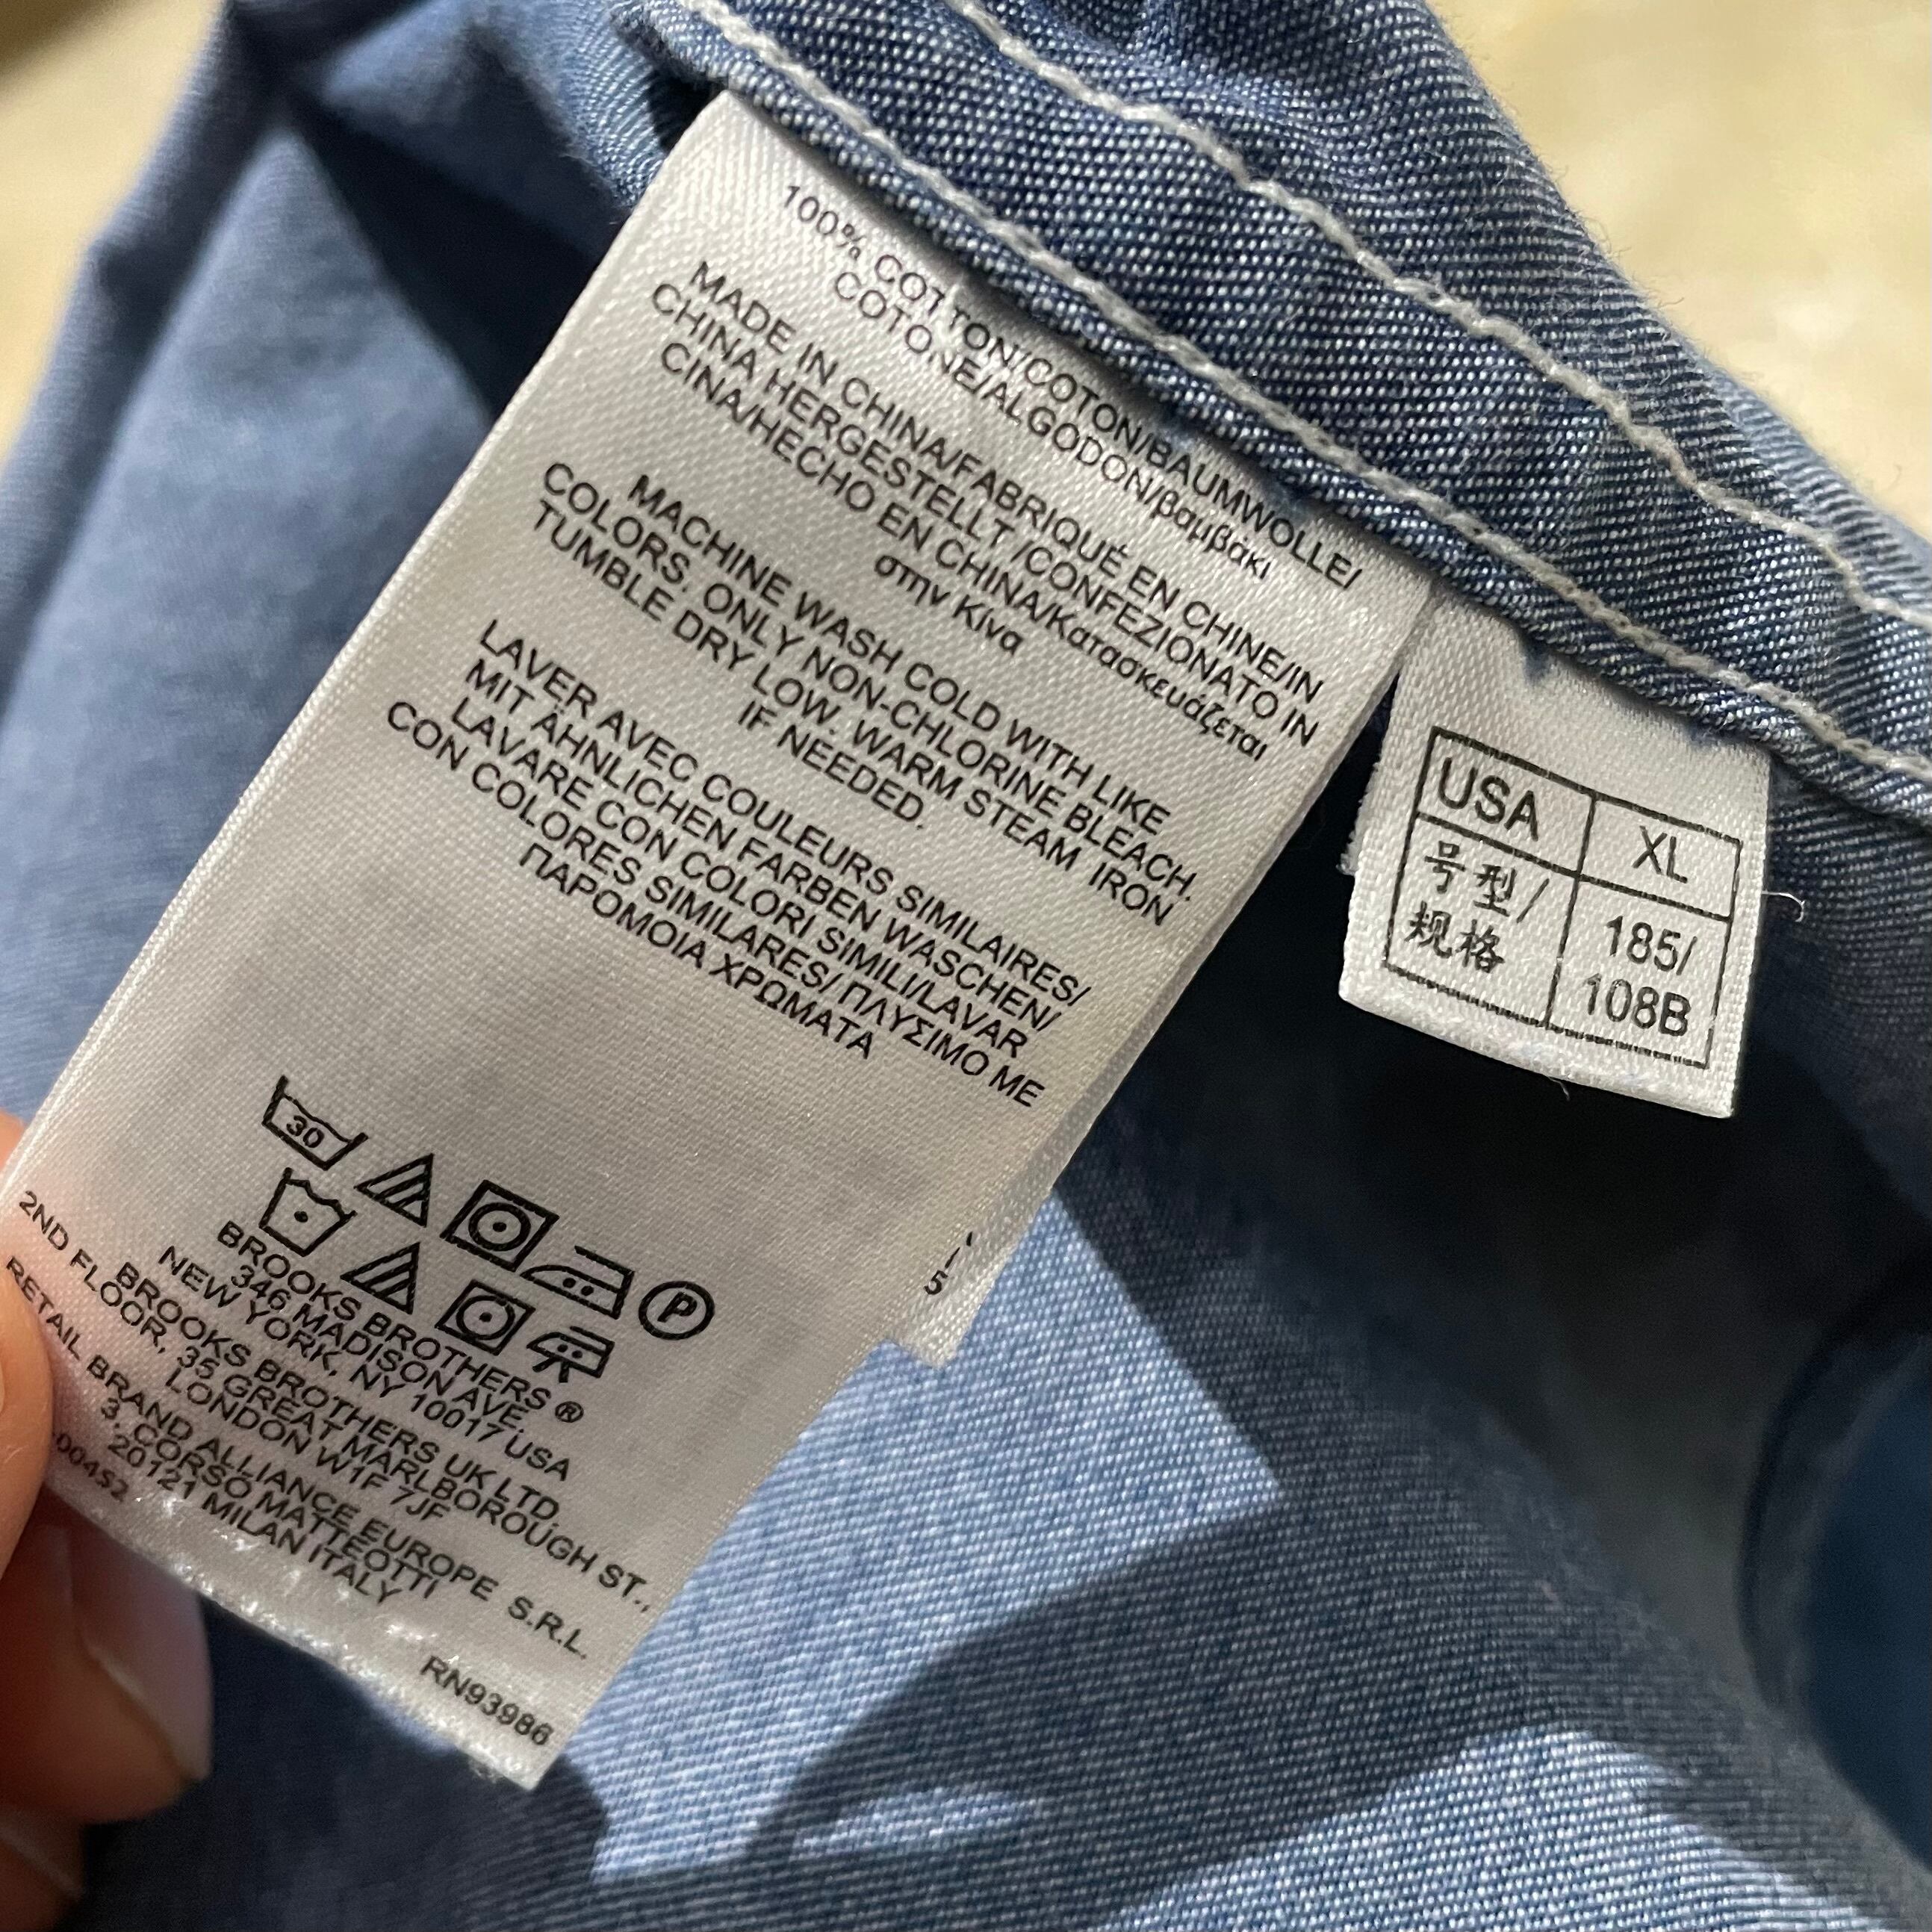 100% COTTON/COTON/BAUMWOLLE/
COTONE/ALGODON/βαμβάκι
MADE IN CHINA/FABRIQUÉ EN CHINE/IN
CHINA HERGESTELLT /CONFEZIONATO IN
CINA/HECHO EN CHINA/Κατασκευάζεται
στην Κίνα
MACHINE WASH COLD WITH LIKE
COLORS. ONLY NON-CHLORINE BLEACH.
TUMBLE DRY LOW. WARM STEAM IRON
IF NEEDED.
LAVER AVEC COULEURS SIMILAIRES/
MIT ÄHNLICHEN FARBEN WASCHEN/
LAVARE CON COLORI SIMILI/LAVAR
CON COLORES SIMILARES/ ΠΛΥΣΙΜΟ ΜΕ
ΠΑΡΟΜΟΙΑ ΧΡΩΜΑΤΑ
30
P
BROOKS BROTHERS ®
346 MADISON AVE.
NEW YORK, NY 10017 USA
BROOKS BROTHERS UK LTD.
2ND FLOOR, 35 GREAT MARLBOROUGH ST.,
LONDON W1F 7JF
RETAIL BRAND ALLIANCE EUROPE S.R.L.
3, CORSO MATTEOTTI
20121 MILAN ITALY
RN93986
USA XL
号型/ 规格 185/ 108B
5